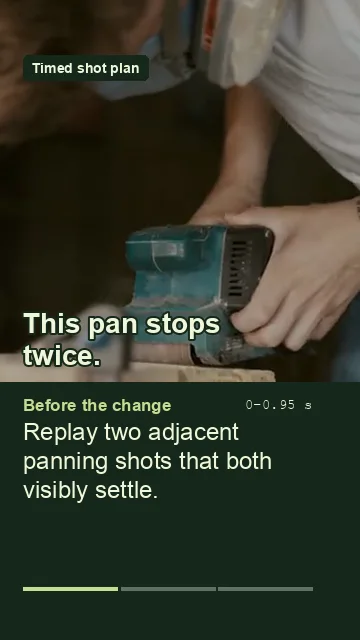 Timed shot plan
This pan stops
twice.
Before the change
0–0.95 s
Replay two adjacent
panning shots that both
visibly settle.